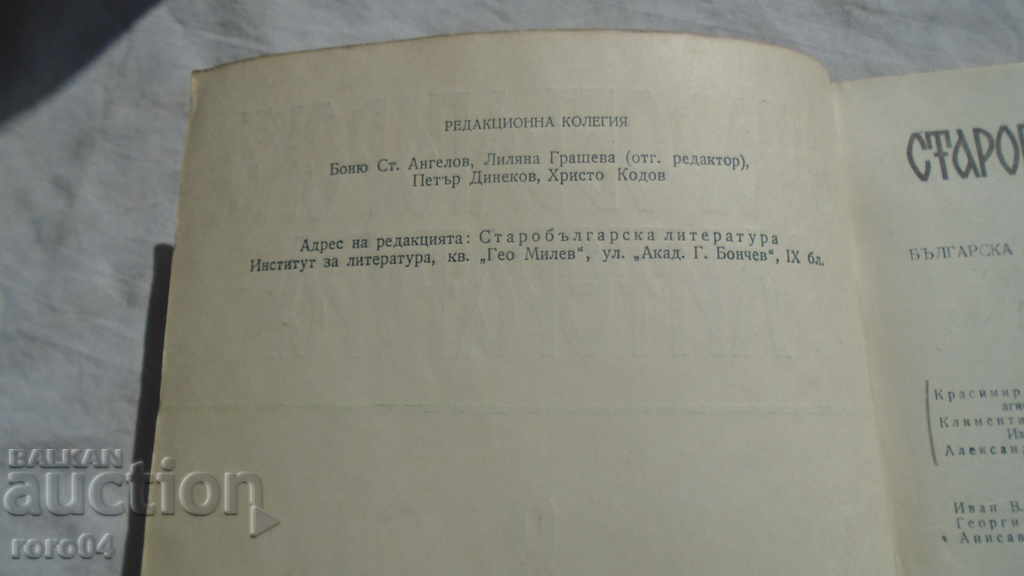 РЕДАКЦИОННА КОЛЕГИЯ
Боню Ст. Ангелов, Лиляна Грашева (отг. редактор),
Петър Динеков, Христо Кодов
Адрес на редакцията: Старобългарска литература
Институт за литература, кв. „Гео Милев“, ул. „Акад. Г. Бончев“, IX бл.
БЪЛГАРСКА
Красимир
Климент
Александ
Иван В.
Георги
Анисав
BALKAN
auction
roro04